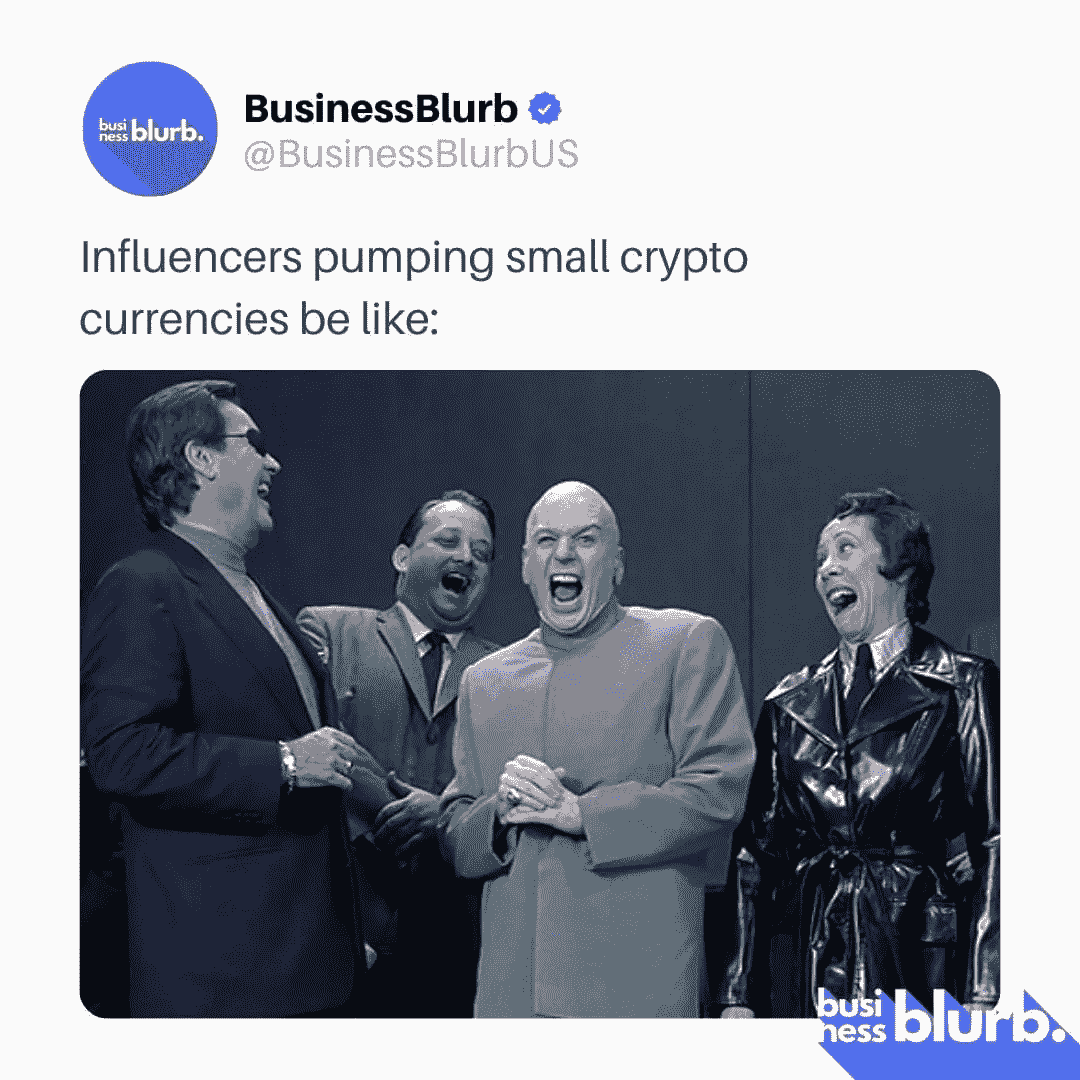 busi
ness blurb.
BusinessBlurb
@BusinessBlurbUS
Influencers pumping small crypto
currencies be like:
busi
ness blurb.